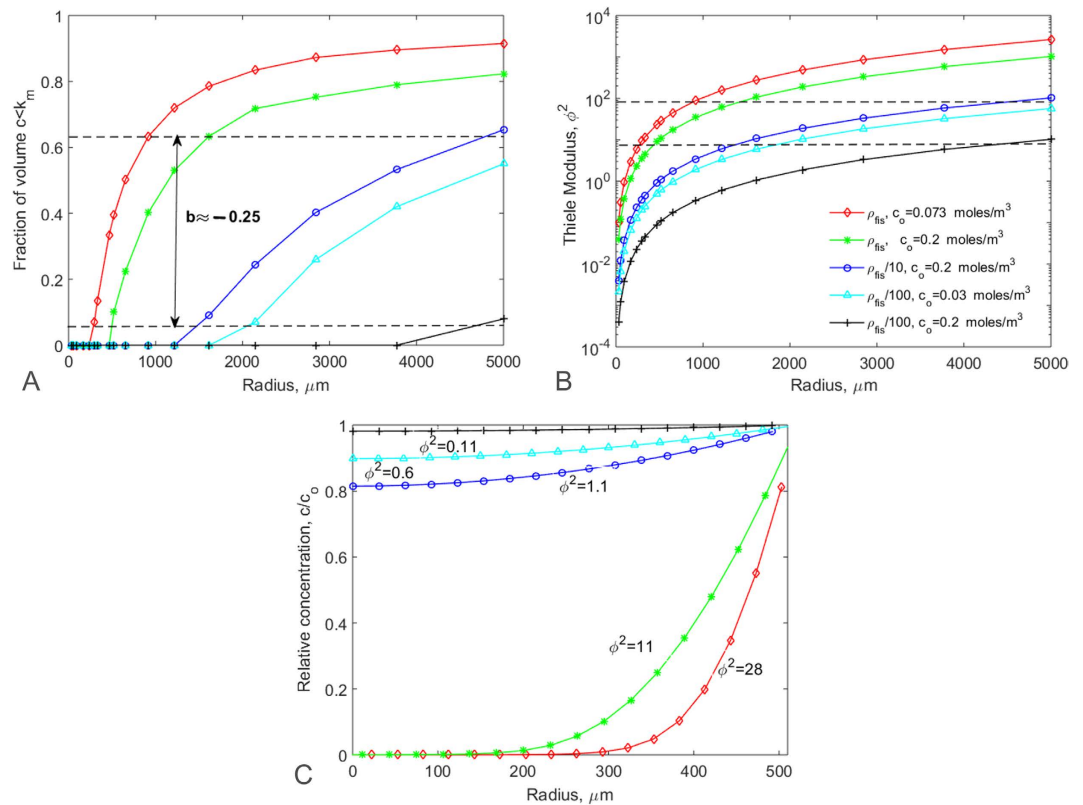 1
0.8
0.6
0.4
0.2
0
Fraction of volume c<k_m
b≈ −0.25
0 1000 2000 3000 4000 5000
Radius, μm
A
10^4
10^2
10^0
10^-2
10^-4
Thiele Modulus, ϕ^2
ρ_fis, c_o=0.073 moles/m^3
ρ_fis, c_o=0.2 moles/m^3
ρ_fis/10, c_o=0.2 moles/m^3
ρ_fis/100, c_o=0.03 moles/m^3
ρ_fis/100, c_o=0.2 moles/m^3
0 1000 2000 3000 4000 5000
Radius, μm
B
1
0.8
0.6
0.4
0.2
0
Relative concentration, c/c_o
ϕ^2=0.11
ϕ^2=0.6
ϕ^2=1.1
ϕ^2=11
ϕ^2=28
0 100 200 300 400 500
Radius, μm
C